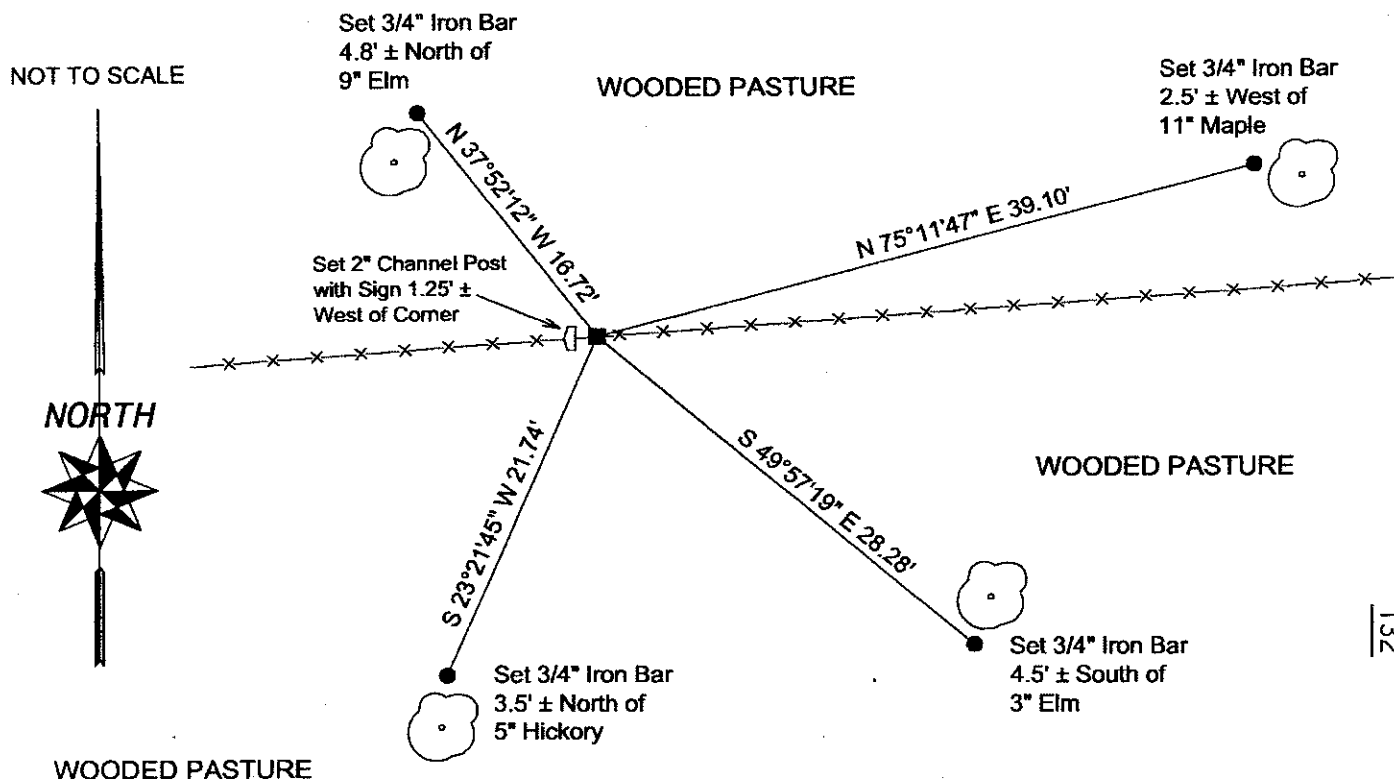 Set 3/4" Iron Bar
4.8' ± North of
9" Elm
NOT TO SCALE
WOODED PASTURE
Set 3/4" Iron Bar
2.5' ± West of
11" Maple
N 37°52'12" W 16.72'
N 75°11'47" E 39.10'
Set 2" Channel Post
with Sign 1.25' ±
West of Corner
NORTH
S 23°21'45" W 21.74'
S 49°57'19" E 28.28'
WOODED PASTURE
132
Set 3/4" Iron Bar
3.5' ± North of
5" Hickory
Set 3/4" Iron Bar
4.5' ± South of
3" Elm
WOODED PASTURE